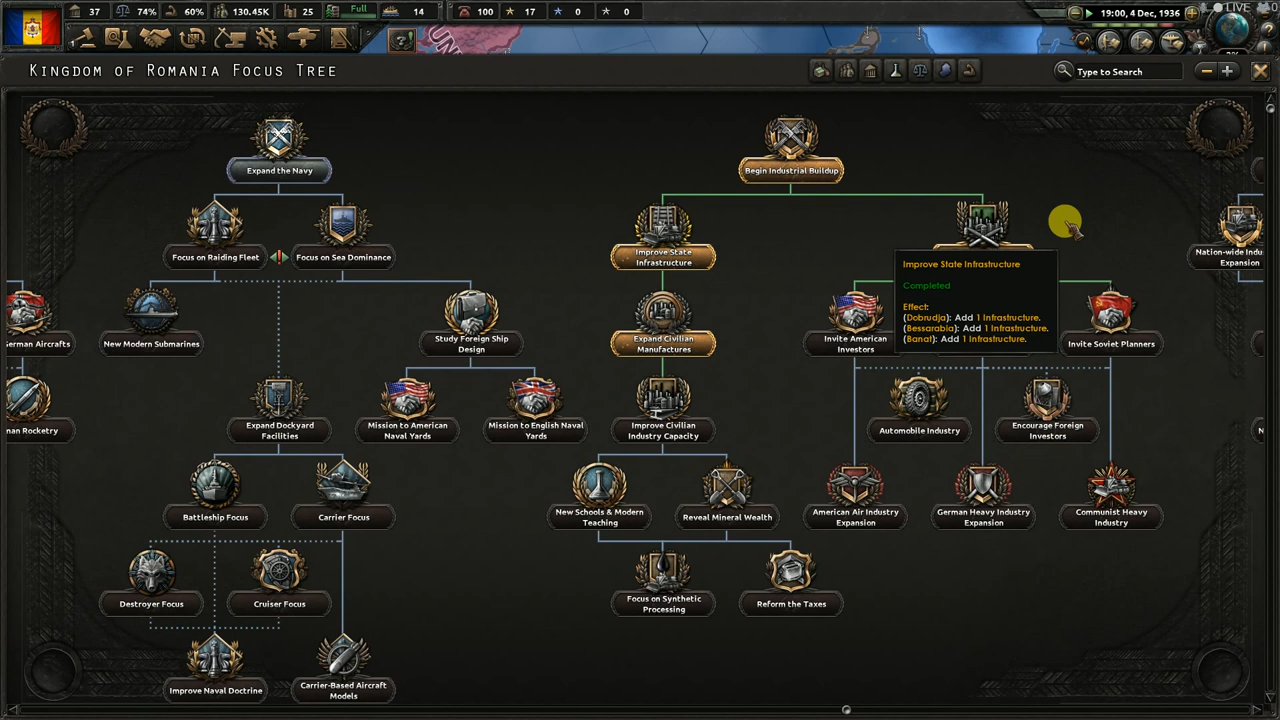 37 74% 60% 130.45K 25 Full 14 100 17 0 0 LIVE 0
19:00, 4 Dec, 1936
Kingdom of Romania Focus Tree
Type to Search
Expand the Navy
Begin Industrial Buildup
Focus on Raiding Fleet
Focus on Sea Dominance
Improve State
Infrastructure
Nation-wide Indu
Expansion
Improve State Infrastructure
Completed
Effect:
(Dobrudja): Add 1 Infrastructure.
(Bessarabia): Add 1 Infrastructure.
(Banat): Add 1 Infrastructure.
German Aircrafts
New Modern Submarines
Study Foreign Ship
Design
Expand Civilian
Manufactures
Invite American
Investors
Invite Soviet Planners
man Rocketry
Expand Dockyard
Facilities
Mission to American
Naval Yards
Mission to English Naval
Yards
Improve Civilian
Industry Capacity
Automobile Industry
Encourage Foreign
Investors
Battleship Focus
Carrier Focus
New Schools & Modern
Teaching
Reveal Mineral Wealth
American Air Industry
Expansion
German Heavy Industry
Expansion
Communist Heavy
Industry
Destroyer Focus
Cruiser Focus
Focus on Synthetic
Processing
Reform the Taxes
Improve Naval Doctrine
Carrier-Based Aircraft
Models